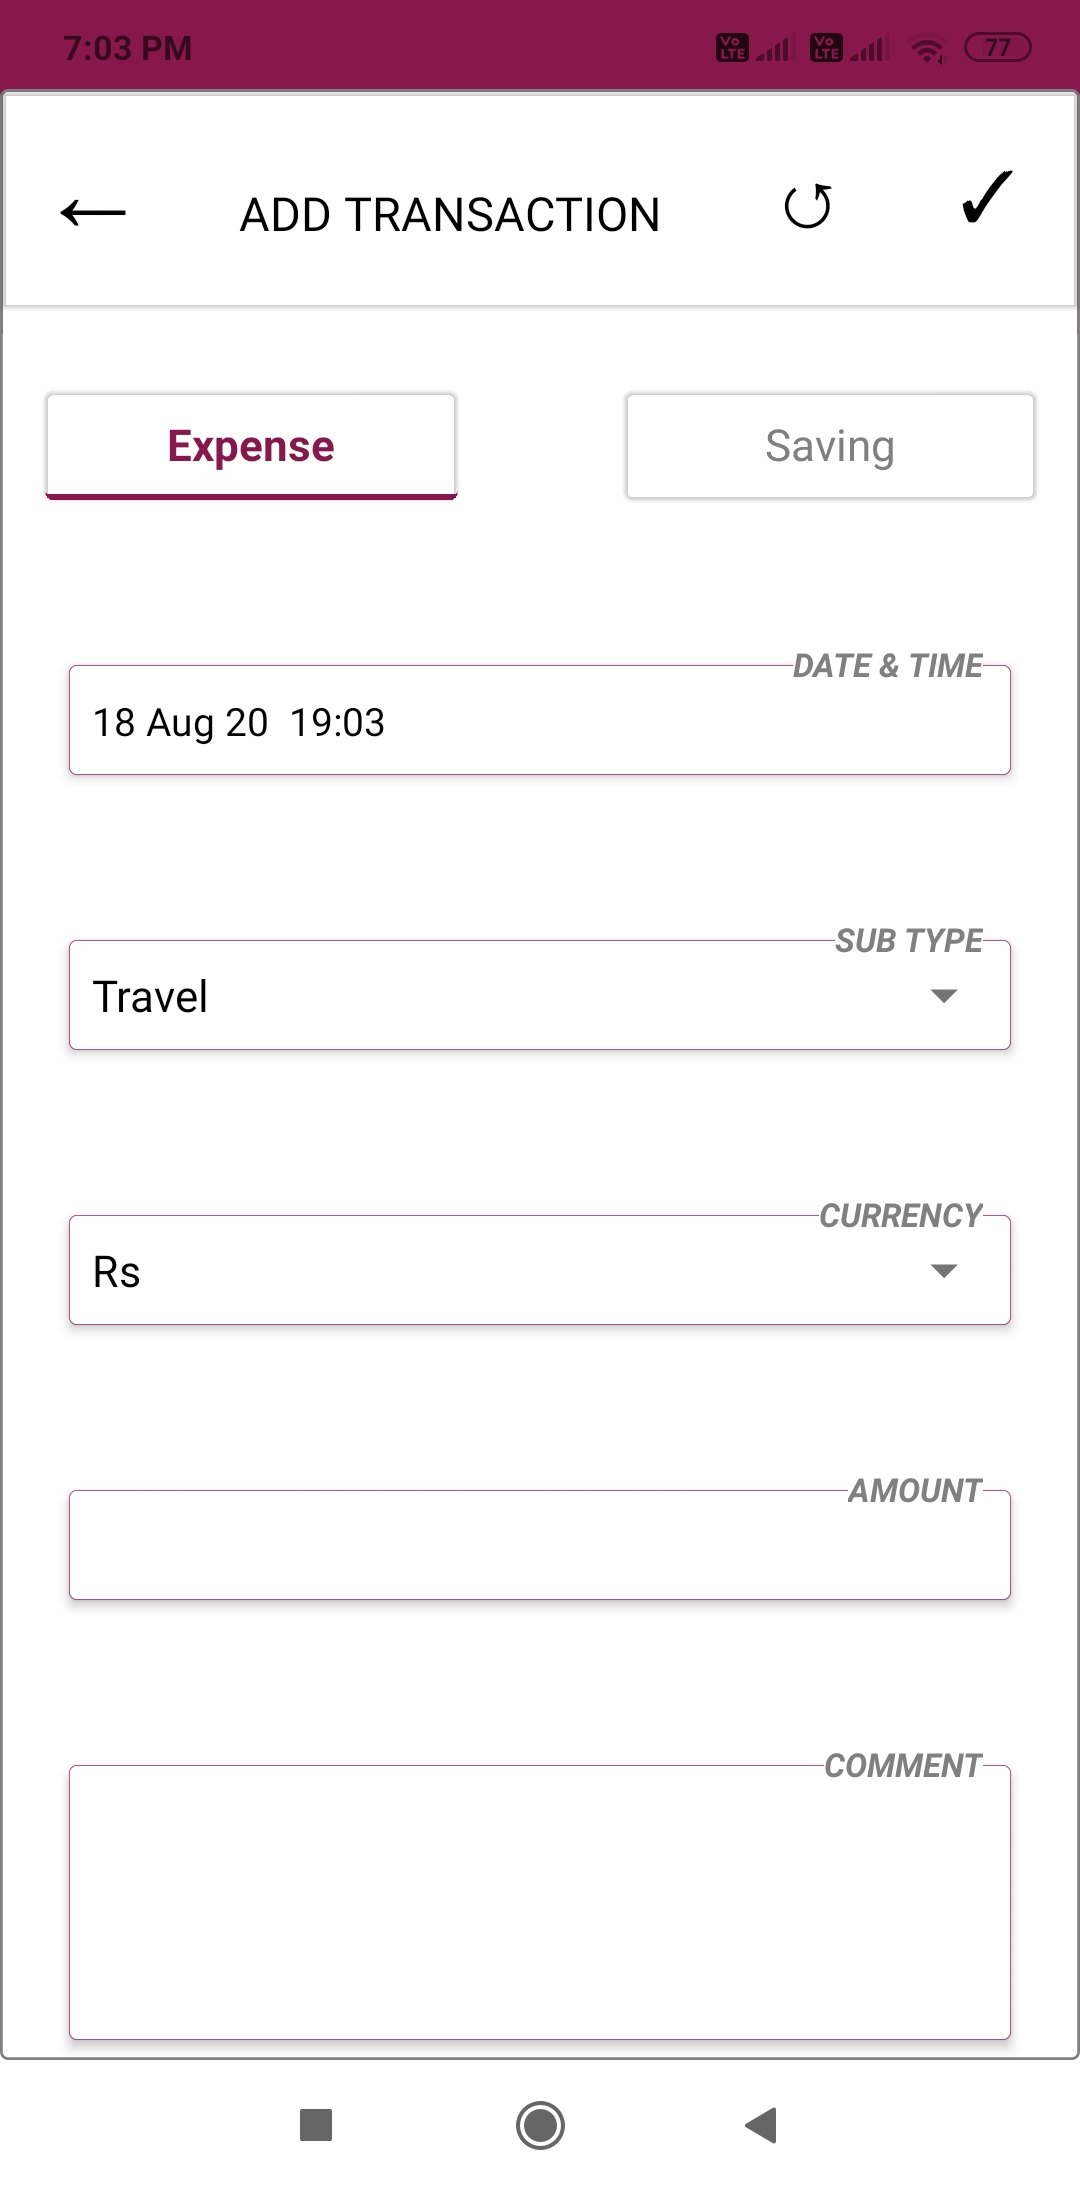 7:03 PM Vo LTE Vo LTE 77
ADD TRANSACTION
Expense Saving
DATE & TIME
18 Aug 20 19:03
SUB TYPE
Travel
CURRENCY
Rs
AMOUNT
COMMENT